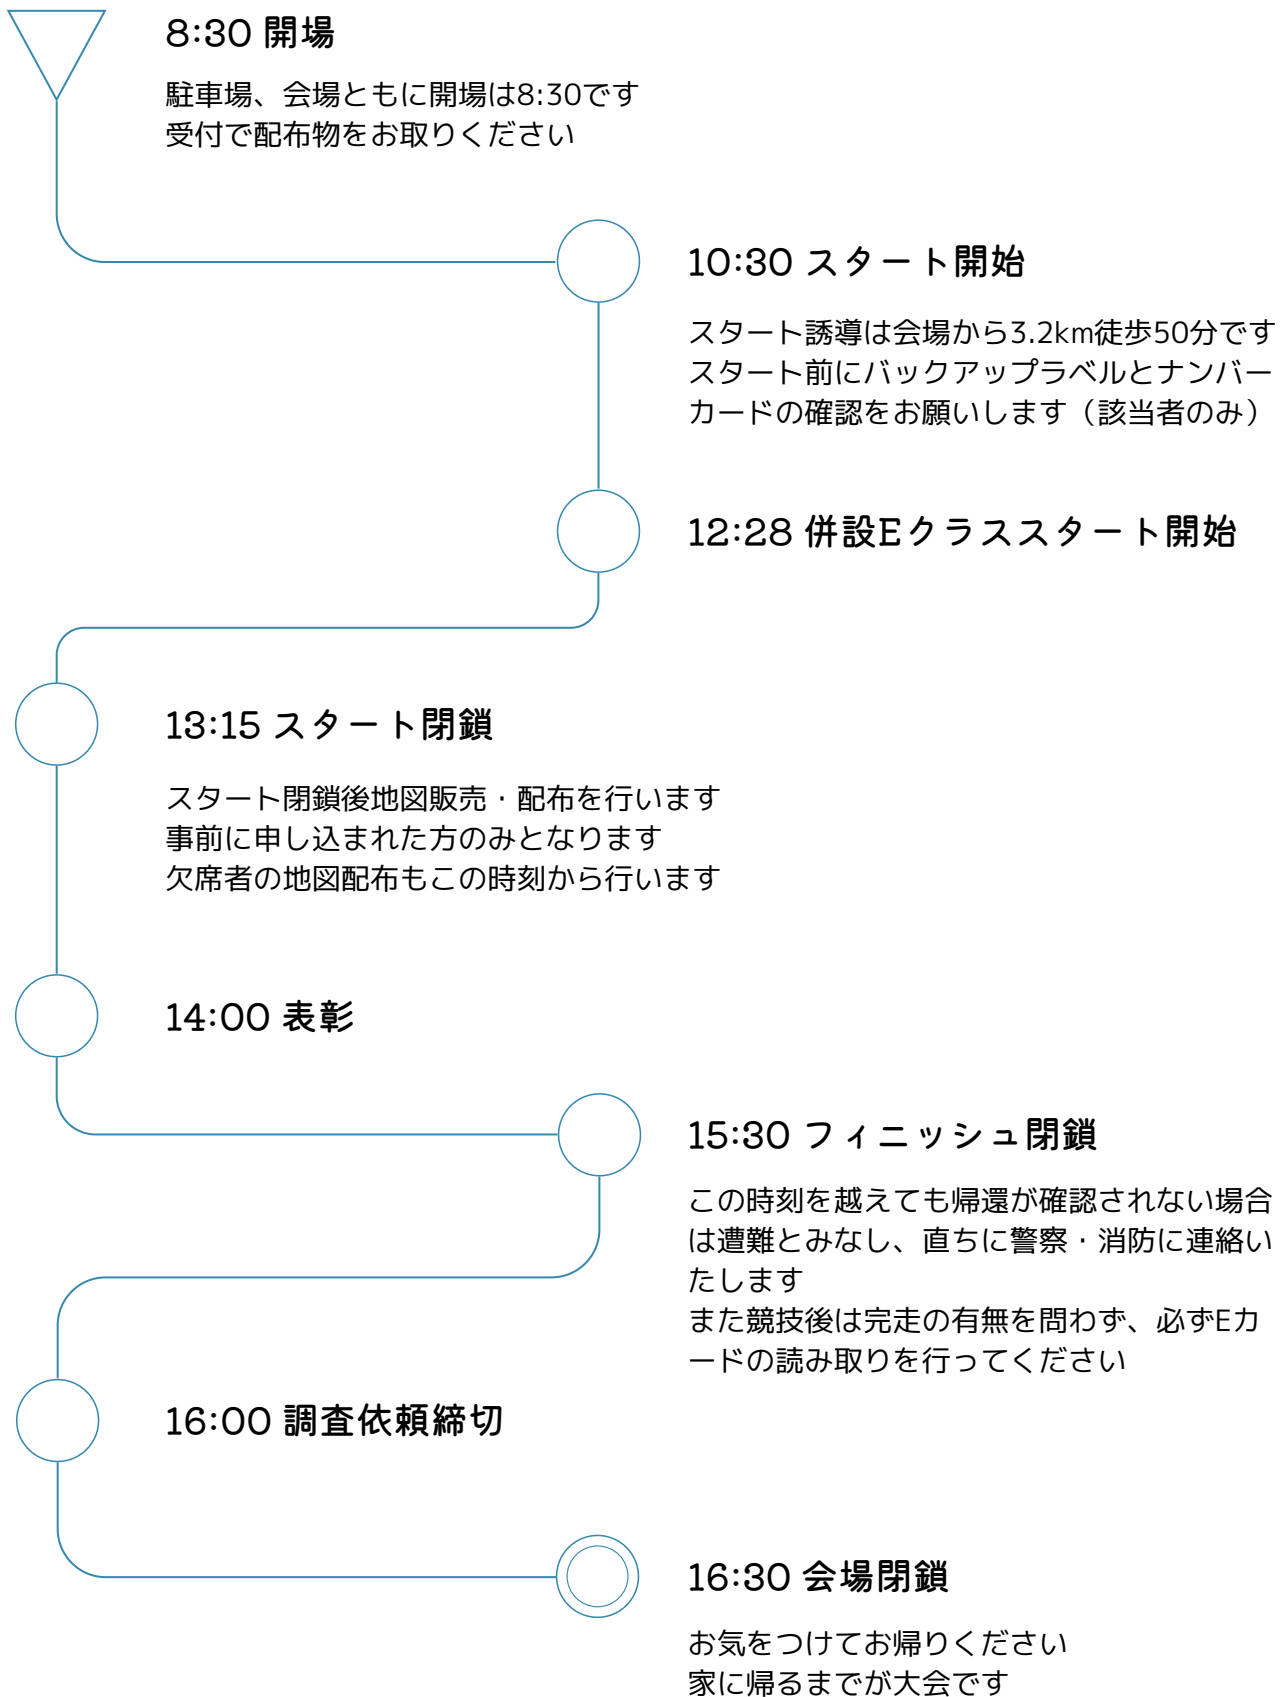 8:30 開場
駐車場、会場ともに開場は8:30です
受付で配布物をお取りください
10:30 スタート開始
スタート誘導は会場から3.2km徒歩50分です
スタート前にバックアップラベルとナンバー
カードの確認をお願いします（該当者のみ）
12:28 併設Eクラススタート開始
13:15 スタート閉鎖
スタート閉鎖後地図販売・配布を行います
事前に申し込まれた方のみとなります
欠席者の地図配布もこの時刻から行います
14:00 表彰
15:30 フィニッシュ閉鎖
この時刻を越えても帰還が確認されない場合
は遭難とみなし、直ちに警察・消防に連絡い
たします
また競技後は完走の有無を問わず、必ずEカ
ードの読み取りを行ってください
16:00 調査依頼締切
16:30 会場閉鎖
お気をつけてお帰りください
家に帰るまでが大会です